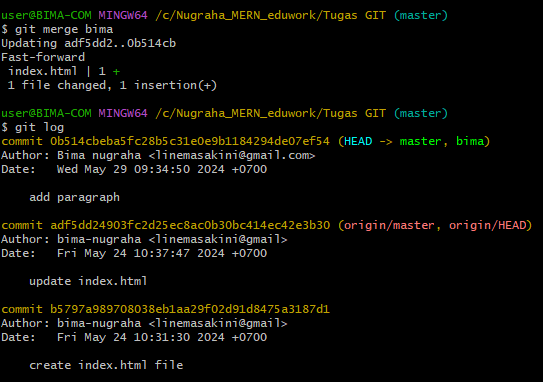 user@BIMA-COM MINGW64 /c/Nugraha_MERN_eduwork/Tugas GIT (master)
$ git merge bima
Updating adf5dd2..0b514cb
Fast-forward
 index.html | 1 +
 1 file changed, 1 insertion(+)

user@BIMA-COM MINGW64 /c/Nugraha_MERN_eduwork/Tugas GIT (master)
$ git log
commit 0b514cbeba5fc28b5c31e0e9b1184294de07ef54 (HEAD -> master, bima)
Author: Bima nugraha <linemasakini@gmail.com>
Date:   Wed May 29 09:34:50 2024 +0700

    add paragraph

commit adf5dd24903fc2d25ec8ac0b30bc414ec42e3b30 (origin/master, origin/HEAD)
Author: bima-nugraha <linemasakini@gmail>
Date:   Fri May 24 10:37:47 2024 +0700

    update index.html

commit b5797a989708038eb1aa29f02d91d8475a3187d1
Author: bima-nugraha <linemasakini@gmail>
Date:   Fri May 24 10:31:30 2024 +0700

    create index.html file